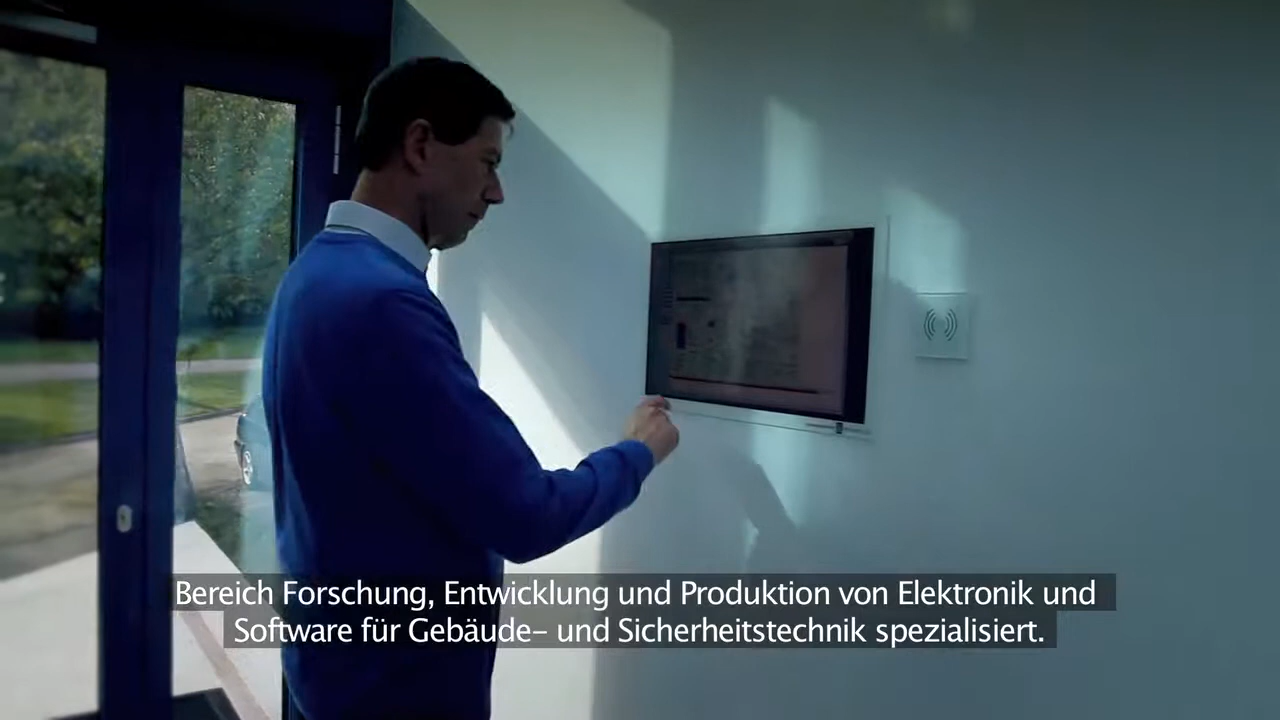 Bereich Forschung, Entwicklung und Produktion von Elektronik und
Software für Gebäude- und Sicherheitstechnik spezialisiert.